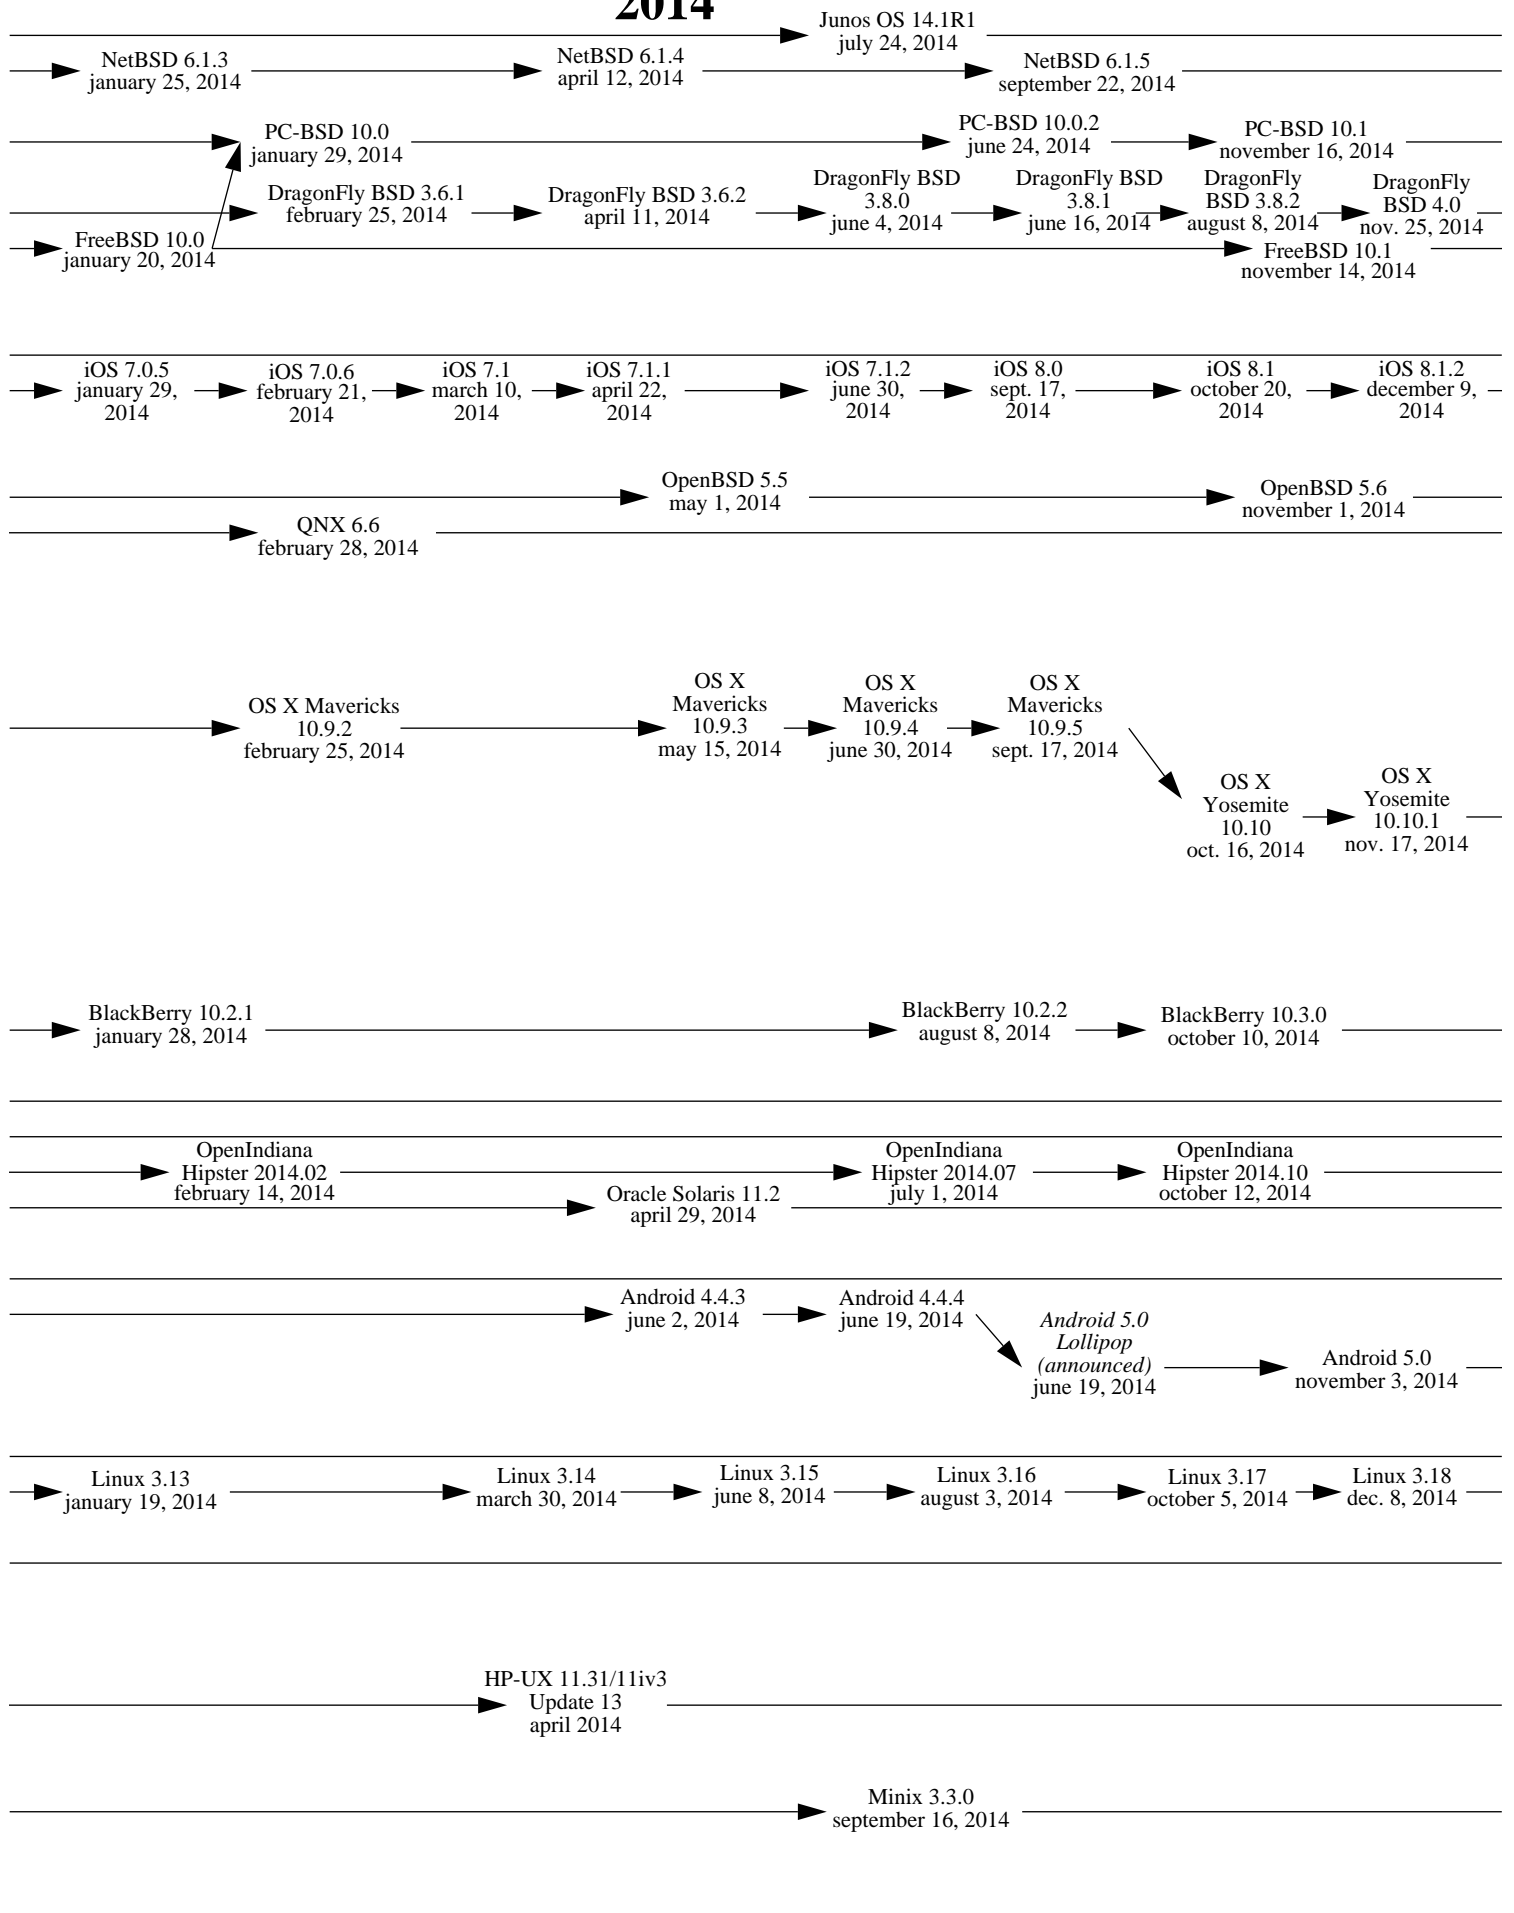 2014
Junos OS 14.1R1
july 24, 2014
NetBSD 6.1.3
january 25, 2014
NetBSD 6.1.4
april 12, 2014
NetBSD 6.1.5
september 22, 2014
PC-BSD 10.0
january 29, 2014
PC-BSD 10.0.2
june 24, 2014
PC-BSD 10.1
november 16, 2014
DragonFly BSD 3.6.1
february 25, 2014
DragonFly BSD 3.6.2
april 11, 2014
DragonFly BSD
3.8.0
june 4, 2014
DragonFly BSD
3.8.1
june 16, 2014
DragonFly
BSD 3.8.2
august 8, 2014
DragonFly
BSD 4.0
nov. 25, 2014
FreeBSD 10.0
january 20, 2014
FreeBSD 10.1
november 14, 2014
iOS 7.0.5
january 29,
2014
iOS 7.0.6
february 21,
2014
iOS 7.1
march 10,
2014
iOS 7.1.1
april 22,
2014
iOS 7.1.2
june 30,
2014
iOS 8.0
sept. 17,
2014
iOS 8.1
october 20,
2014
iOS 8.1.2
december 9,
2014
OpenBSD 5.5
may 1, 2014
OpenBSD 5.6
november 1, 2014
QNX 6.6
february 28, 2014
OS X Mavericks
10.9.2
february 25, 2014
OS X
Mavericks
10.9.3
may 15, 2014
OS X
Mavericks
10.9.4
june 30, 2014
OS X
Mavericks
10.9.5
sept. 17, 2014
OS X
Yosemite
10.10
oct. 16, 2014
OS X
Yosemite
10.10.1
nov. 17, 2014
BlackBerry 10.2.1
january 28, 2014
BlackBerry 10.2.2
august 8, 2014
BlackBerry 10.3.0
october 10, 2014
OpenIndiana
Hipster 2014.02
february 14, 2014
OpenIndiana
Hipster 2014.07
july 1, 2014
OpenIndiana
Hipster 2014.10
october 12, 2014
Oracle Solaris 11.2
april 29, 2014
Android 4.4.3
june 2, 2014
Android 4.4.4
june 19, 2014
Android 5.0
Lollipop
(announced)
june 19, 2014
Android 5.0
november 3, 2014
Linux 3.13
january 19, 2014
Linux 3.14
march 30, 2014
Linux 3.15
june 8, 2014
Linux 3.16
august 3, 2014
Linux 3.17
october 5, 2014
Linux 3.18
dec. 8, 2014
HP-UX 11.31/11iv3
Update 13
april 2014
Minix 3.3.0
september 16, 2014